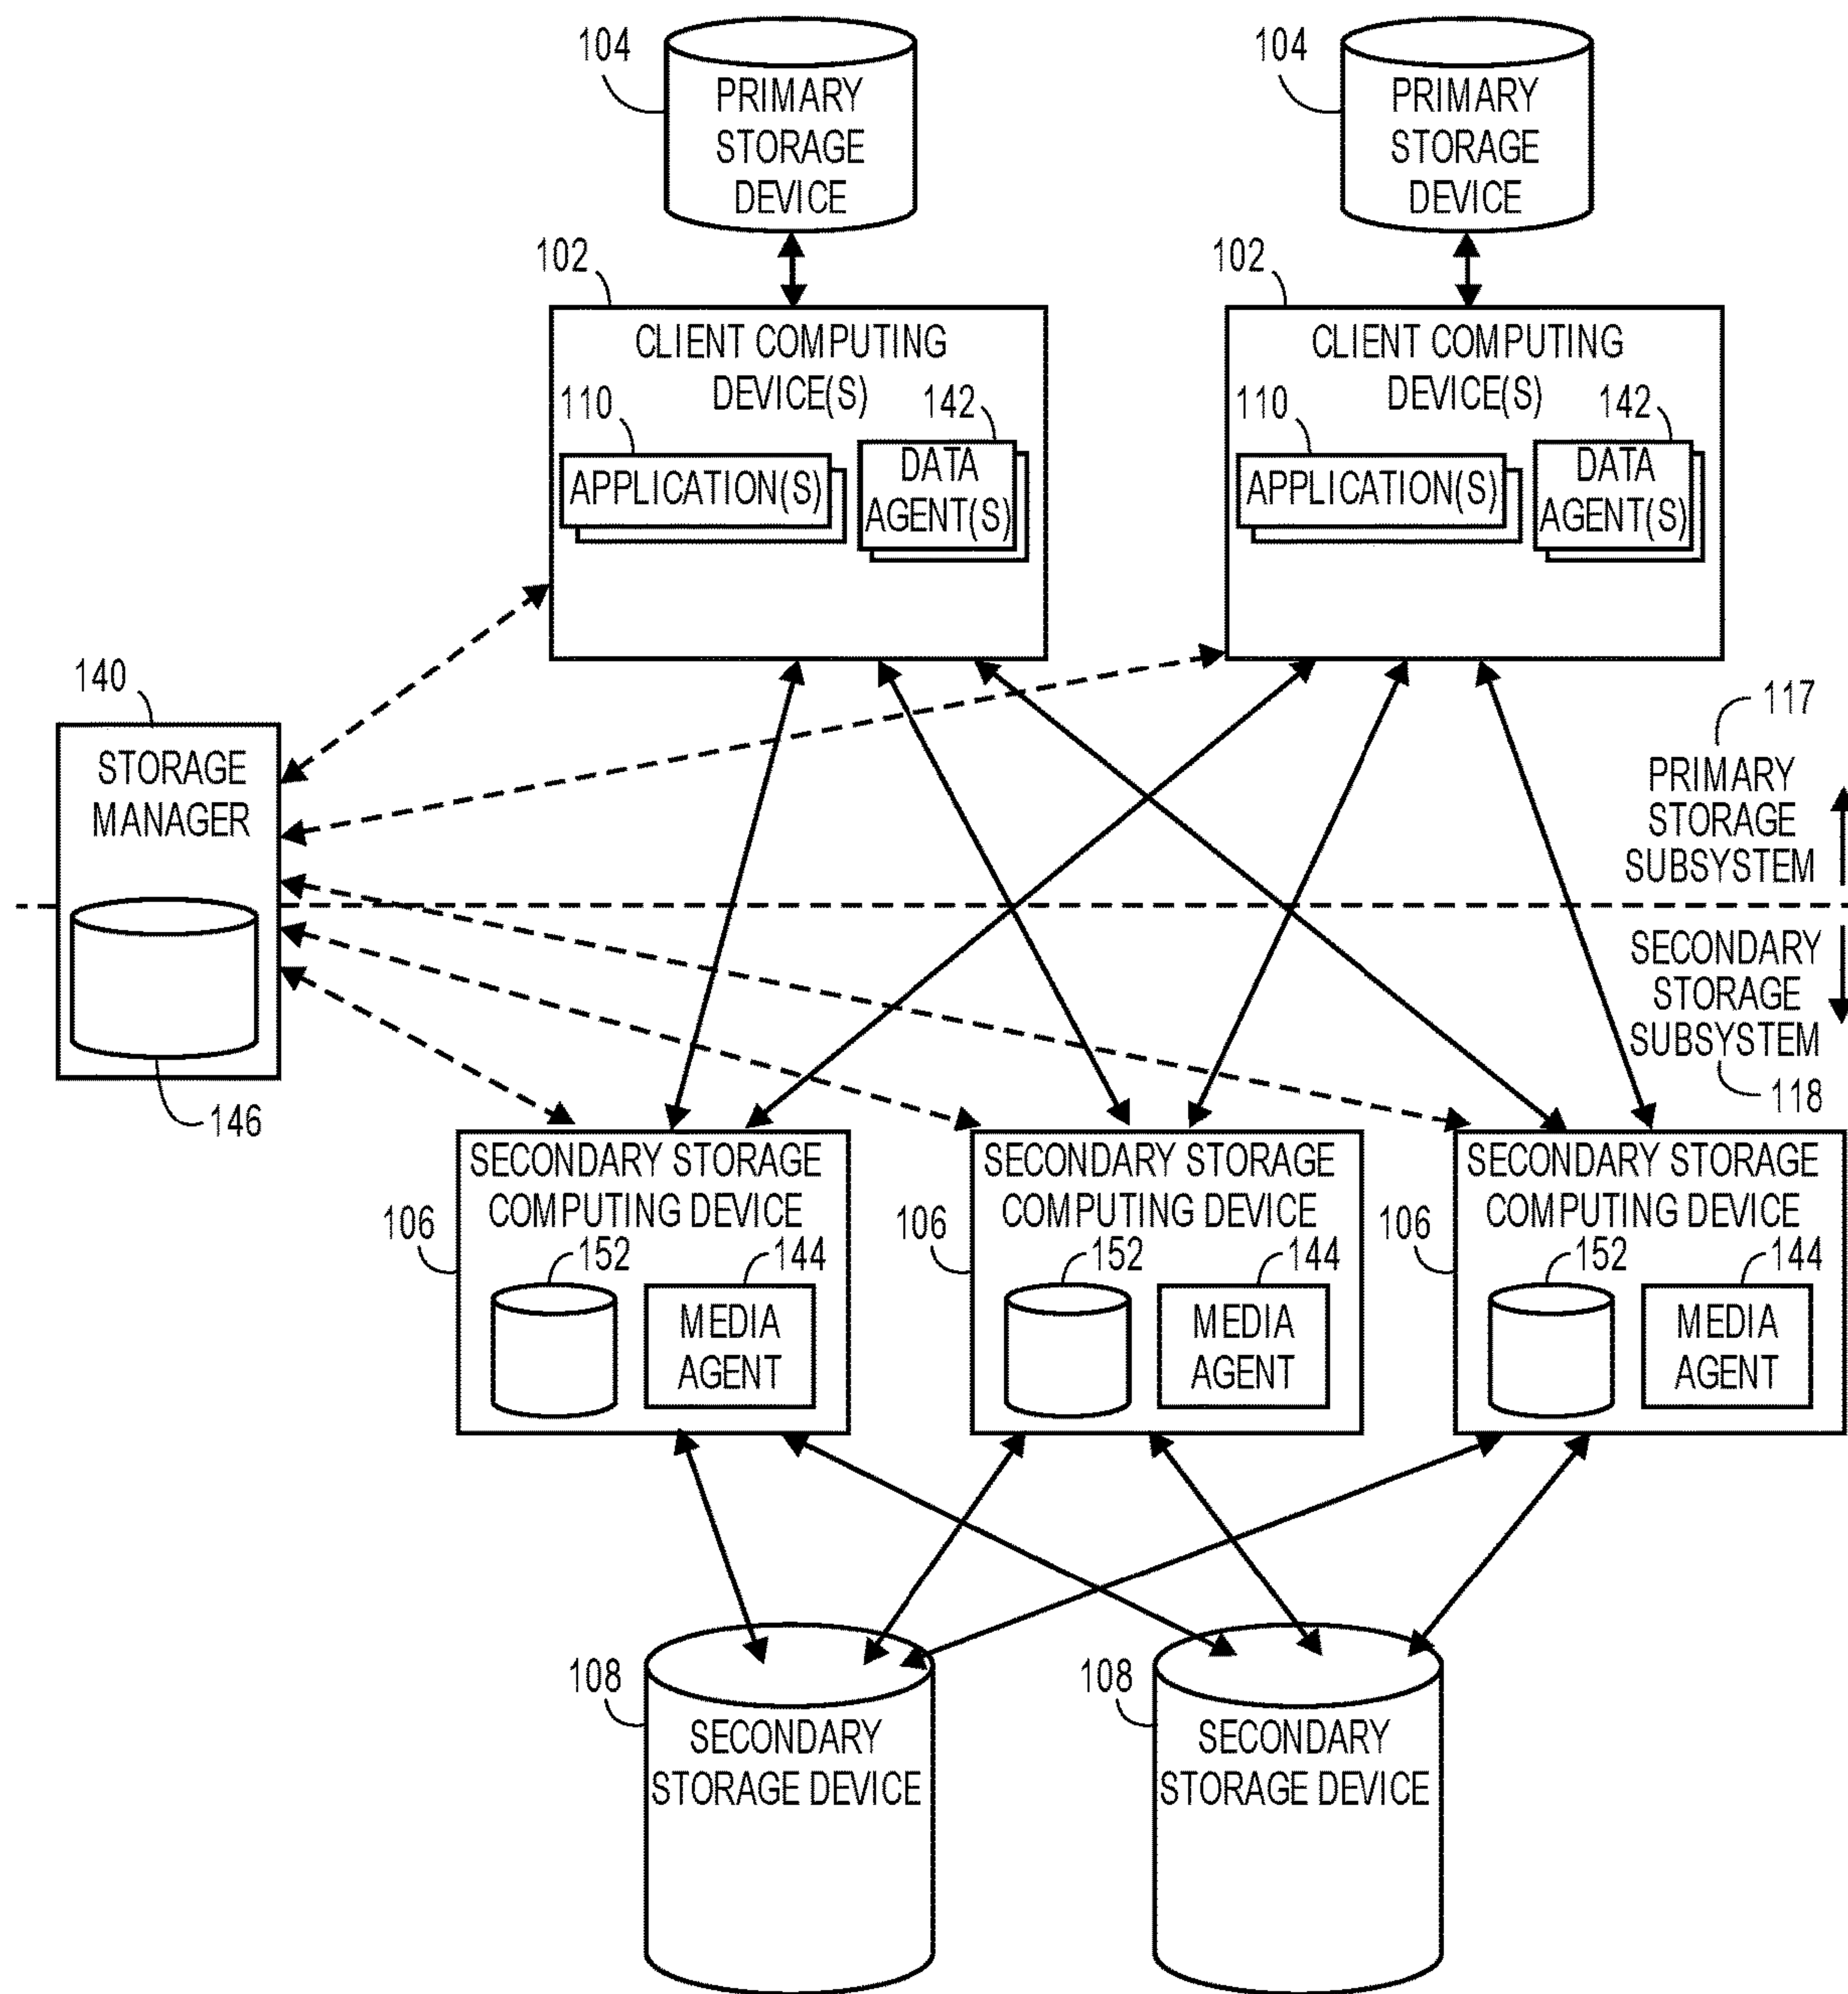 104
PRIMARY
STORAGE
DEVICE
104
PRIMARY
STORAGE
DEVICE
102
CLIENT COMPUTING
DEVICE(S)
110
APPLICATION(S)
142
DATA
AGENT(S)
102
CLIENT COMPUTING
DEVICE(S)
110
APPLICATION(S)
142
DATA
AGENT(S)
140
STORAGE
MANAGER
146
117
PRIMARY
STORAGE
SUBSYSTEM
SECONDARY
STORAGE
SUBSYSTEM
118
106
SECONDARY STORAGE
COMPUTING DEVICE
152
144
MEDIA
AGENT
106
SECONDARY STORAGE
COMPUTING DEVICE
152
144
MEDIA
AGENT
106
SECONDARY STORAGE
COMPUTING DEVICE
152
144
MEDIA
AGENT
108
SECONDARY
STORAGE DEVICE
108
SECONDARY
STORAGE DEVICE